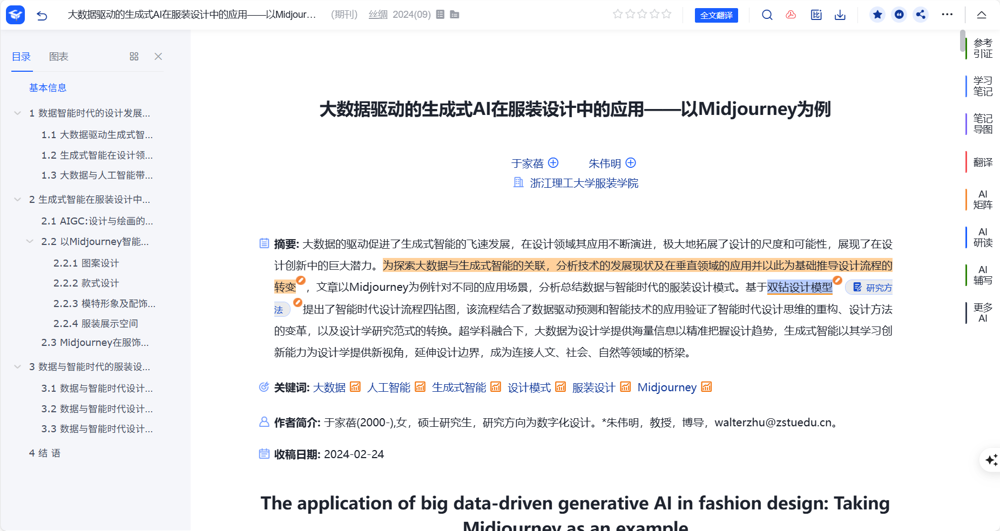 大数据驱动的生成式AI在服装设计中的应用——以Midjour... (期刊) 丝绸 2024(09) 全文翻译
目录 图表
基本信息
1 数据智能时代的设计发展...
1.1 大数据驱动生成式智...
1.2 生成式智能在设计领...
1.3 大数据与人工智能带...
2 生成式智能在服装设计中...
2.1 AIGC:设计与绘画的...
2.2 以Midjourney智能...
2.2.1 图案设计
2.2.2 款式设计
2.2.3 模特形象及配饰...
2.2.4 服装展示空间
2.3 Midjourney在服饰...
3 数据与智能时代的服装设...
3.1 数据与智能时代设计...
3.2 数据与智能时代设计...
3.3 数据与智能时代设计...
4 结 语
大数据驱动的生成式AI在服装设计中的应用——以Midjourney为例
于家蓓 朱伟明
浙江理工大学服装学院
摘要: 大数据的驱动促进了生成式智能的飞速发展，在设计领域其应用不断演进，极大地拓展了设计的尺度和可能性，展现了在设
计创新中的巨大潜力。为探索大数据与生成式智能的关联，分析技术的发展现状及在垂直领域的应用并以此为基础推导设计流程的
转变，文章以Midjourney为例针对不同的应用场景，分析总结数据与智能时代的服装设计模式。基于双钻设计模型 研究方
法 提出了智能时代设计流程四钻图，该流程结合了数据驱动预测和智能技术的应用验证了智能时代设计思维的重构、设计方法
的变革，以及设计学研究范式的转换。超学科融合下，大数据为设计学提供海量信息以精准把握设计趋势，生成式智能以其学习创
新能力为设计学提供新视角，延伸设计边界，成为连接人文、社会、自然等领域的桥梁。
关键词: 大数据 人工智能 生成式智能 设计模式 服装设计 Midjourney
作者简介: 于家蓓(2000-),女，硕士研究生，研究方向为数字化设计。*朱伟明，教授，博导，walterzhu@zstuedu.cn。
收稿日期: 2024-02-24
The application of big data-driven generative AI in fashion design: Taking
Midjourney as an example
参考
引证
学习
笔记
笔记
导图
翻译
AI
矩阵
AI
研读
AI
辅写
更多
AI